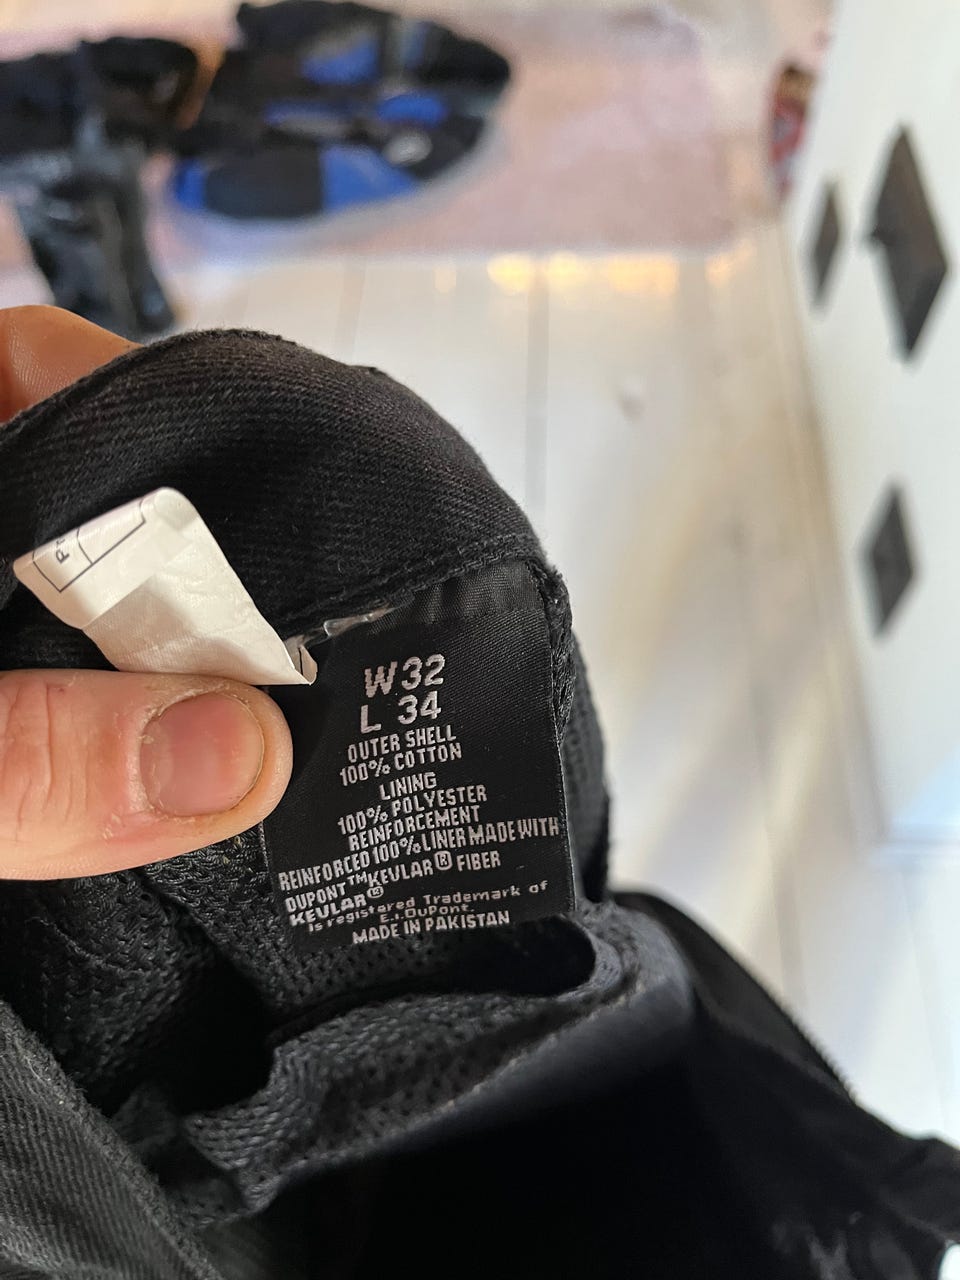 W 32
L 34
OUTER SHELL
100% COTTON
LINING
100% POLYESTER
REINFORCEMENT
REINFORCED 100% LINER MADE WITH
DUPONT™ KEVLAR® FIBER
KEVLAR®
is registered Trademark of
E.I.DuPont.
MADE IN PAKISTAN